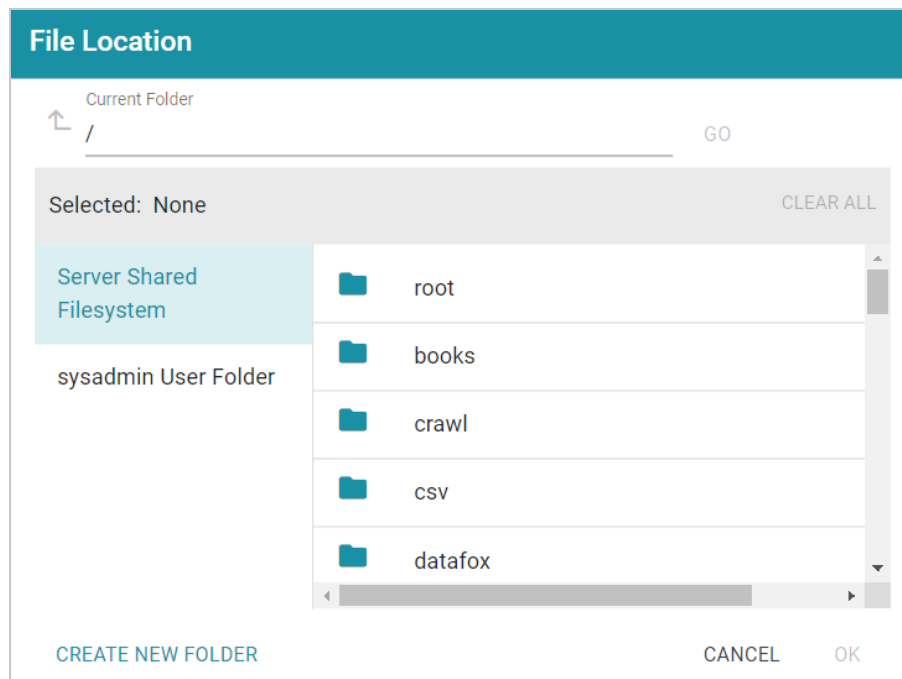 File Location
Current Folder
/
GO
Selected: None
CLEAR ALL
Server Shared
Filesystem
sysadmin User Folder
root
books
crawl
csv
datafox
CREATE NEW FOLDER
CANCEL
OK